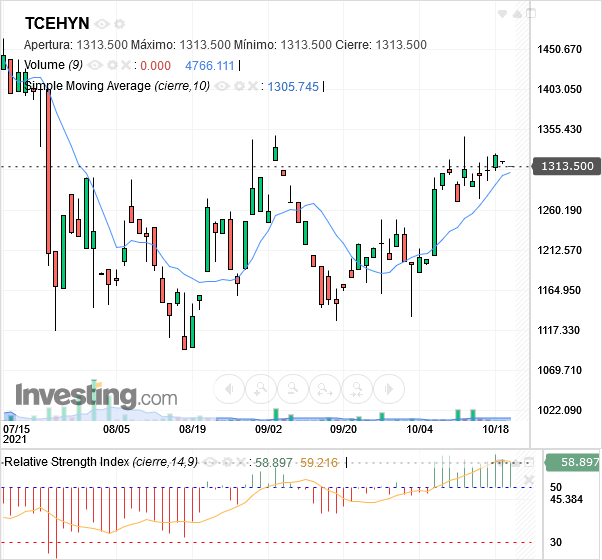 TCEHYN
Apertura: 1313.500 Máximo: 1313.500 Mínimo: 1313.500 Cierre: 1313.500
Volume (9) : 0.000 4766.111 |
Simple Moving Average (cierre,10) : 1305.745 |
1450.670
1403.050
1355.430
1313.500
1260.190
1212.570
1164.950
1117.330
1069.710
1022.090
Investing.com
07/15 08/05 08/19 09/02 09/20 10/04 10/18
2021
Relative Strength Index (cierre,14,9) : 58.897 59.216 |
58.897
50 50
45.384
30 30